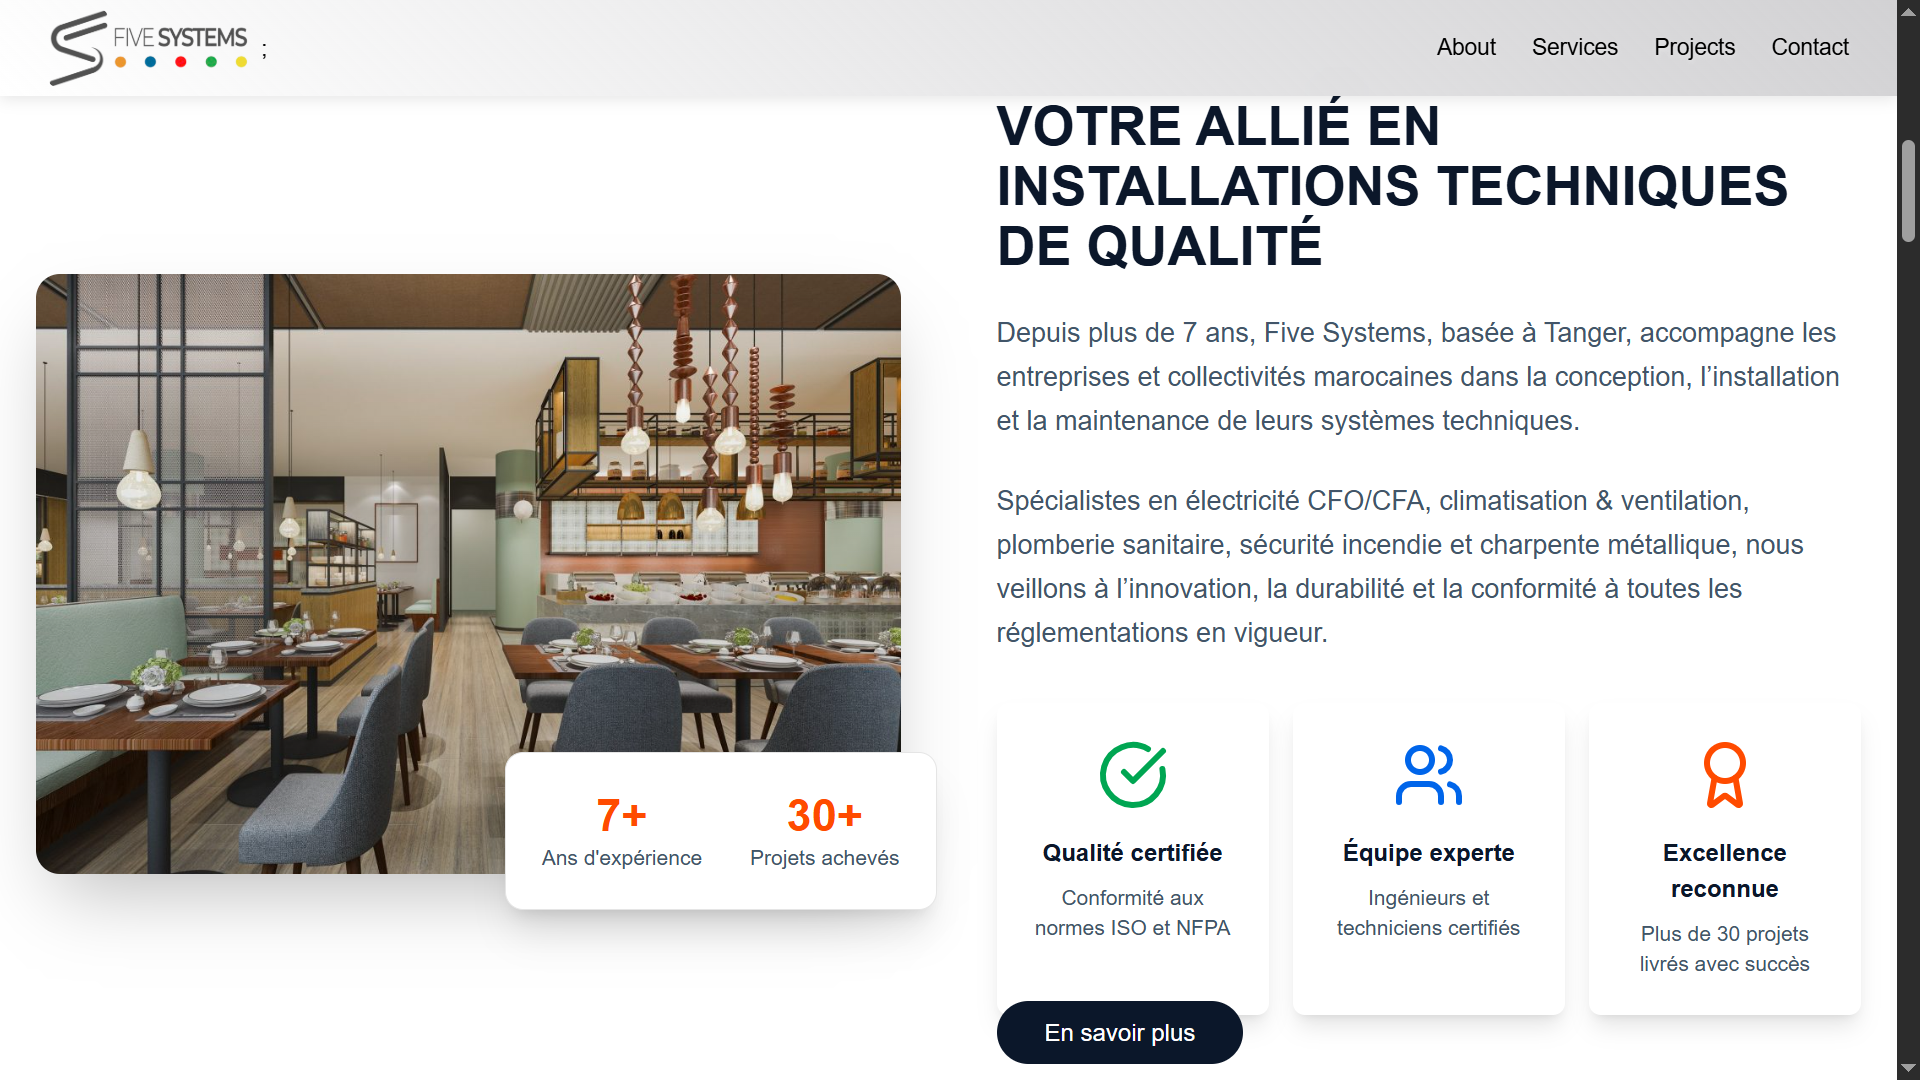 FIVE SYSTEMS
;
About Services Projects Contact
VOTRE ALLIÉ EN
INSTALLATIONS TECHNIQUES
DE QUALITÉ
Depuis plus de 7 ans, Five Systems, basée à Tanger, accompagne les
entreprises et collectivités marocaines dans la conception, l’installation
et la maintenance de leurs systèmes techniques.
Spécialistes en électricité CFO/CFA, climatisation & ventilation,
plomberie sanitaire, sécurité incendie et charpente métallique, nous
veillons à l’innovation, la durabilité et la conformité à toutes les
réglementations en vigueur.
7+
Ans d'expérience
30+
Projets achevés
Qualité certifiée
Conformité aux
normes ISO et NFPA
Équipe experte
Ingénieurs et
techniciens certifiés
Excellence
reconnue
Plus de 30 projets
livrés avec succès
En savoir plus